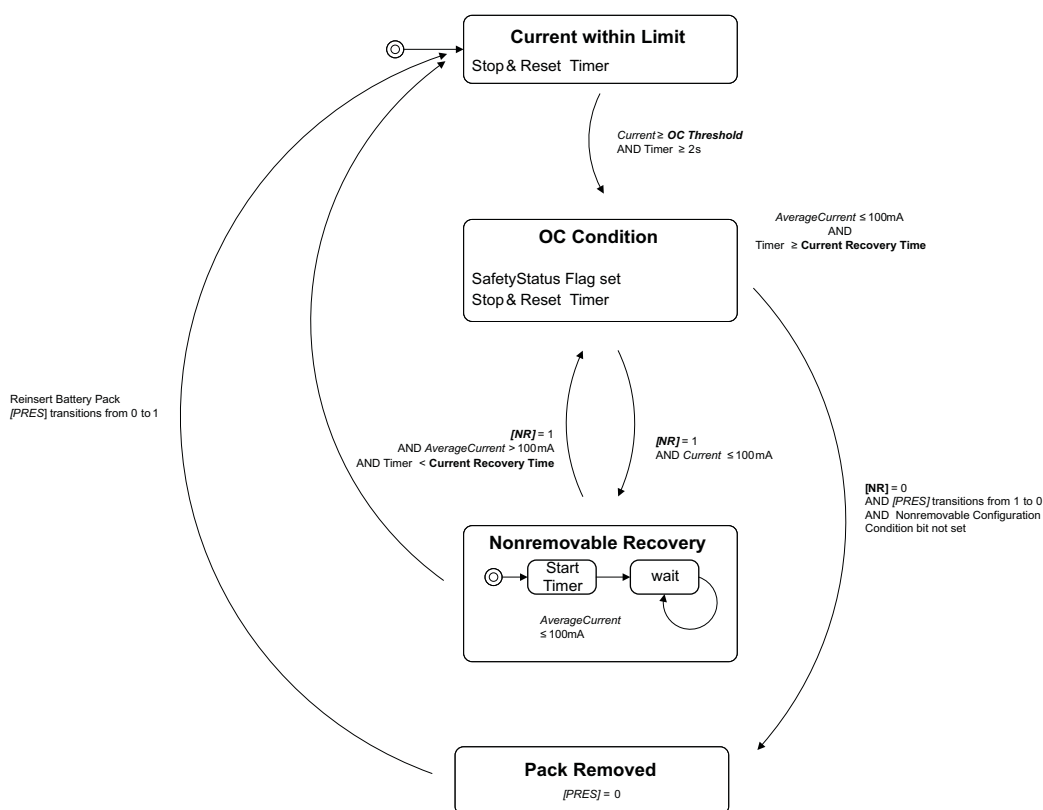 Current within Limit
Stop & Reset Timer
Current ≥ OC Threshold
AND Timer ≥ 2s
OC Condition
SafetyStatus Flag set
Stop & Reset Timer
AverageCurrent ≤ 100mA
AND
Timer ≥ Current Recovery Time
Reinsert Battery Pack
[PRES] transitions from 0 to 1
[NR] = 1
AND AverageCurrent > 100mA
AND Timer < Current Recovery Time
[NR] = 1
AND Current ≤ 100mA
[NR] = 0
AND [PRES] transitions from 1 to 0
AND Nonremovable Configuration
Condition bit not set
Nonremovable Recovery
Start
Timer
wait
AverageCurrent
≤ 100mA
Pack Removed
[PRES] = 0